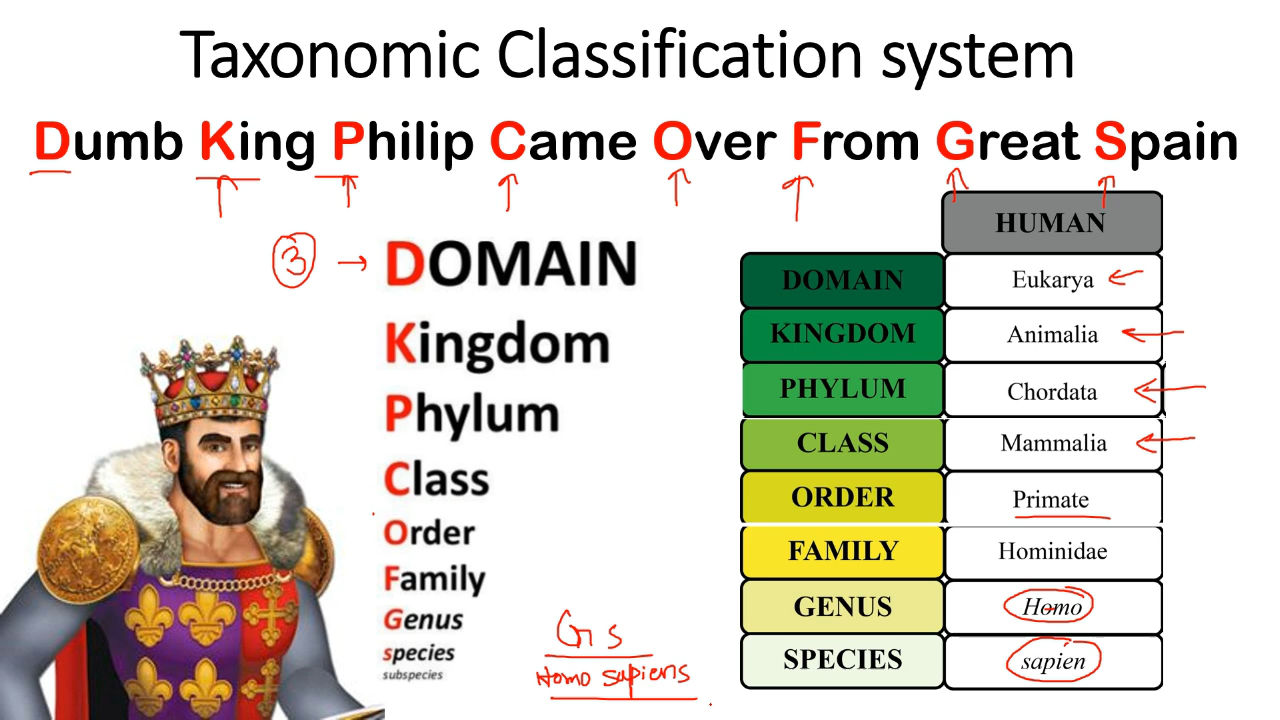 Taxonomic Classification system
Dumb King Philip Came Over From Great Spain
③ → DOMAIN
Kingdom
Phylum
Class
Order
Family
Genus
species
subspecies
G s
Homo sapiens
HUMAN
DOMAIN Eukarya
KINGDOM Animalia
PHYLUM Chordata
CLASS Mammalia
ORDER Primate
FAMILY Hominidae
GENUS Homo
SPECIES sapien